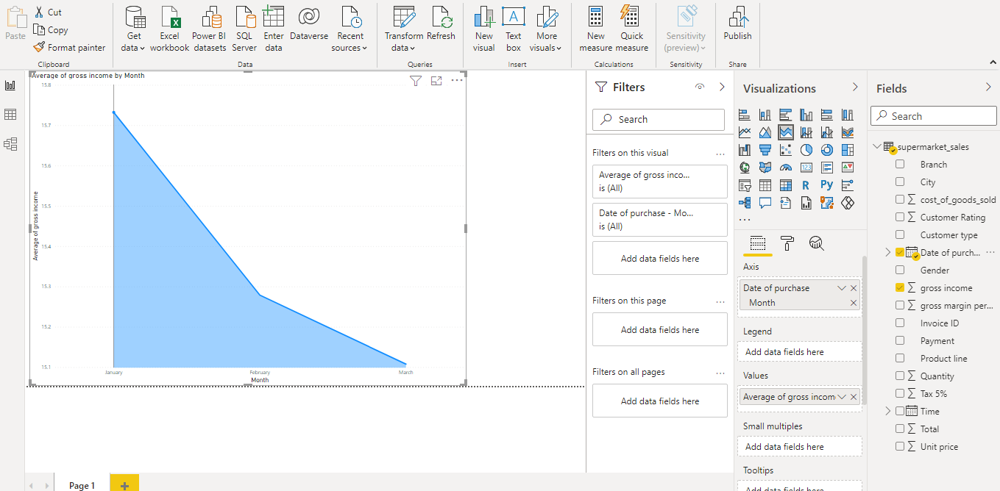 Paste
Cut
Copy
Format painter
Clipboard
Get
data
Excel
workbook
Power BI
datasets
SQL
Server
Enter
data
Dataverse
Recent
sources
Data
Transform
data
Refresh
Queries
New
visual
Text
box
More
visuals
Insert
New
measure
Quick
measure
Calculations
Sensitivity
(preview)
Sensitivity
Publish
Share
Average of gross income by Month
15.8
15.7
15.6
15.5
15.4
15.3
15.2
15.1
Average of gross income
January
February
March
Month
Filters
Search
Filters on this visual
...
Average of gross inco...
is (All)
Date of purchase - Mo...
is (All)
Add data fields here
Filters on this page
...
Add data fields here
Filters on all pages
...
Add data fields here
Visualizations
123
R
Py
...
Axis
Date of purchase
Month
Legend
Add data fields here
Values
Average of gross incom
Small multiples
Add data fields here
Tooltips
Add data fields here
Fields
Search
supermarket_sales
Branch
City
cost_of_goods_sold
Customer Rating
Customer type
Date of purch...
Gender
gross income
gross margin per...
Invoice ID
Payment
Product line
Quantity
Tax 5%
Time
Total
Unit price
Page 1